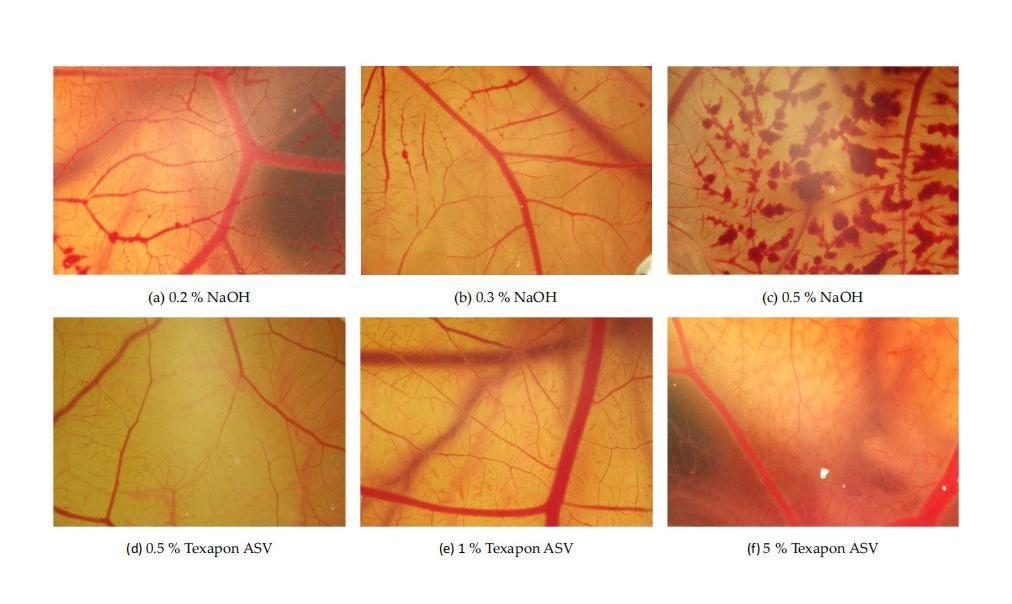 (a) 0.2 % NaOH
(b) 0.3 % NaOH
(c) 0.5 % NaOH
(d) 0.5 % Texapon ASV
(e) 1 % Texapon ASV
(f) 5 % Texapon ASV